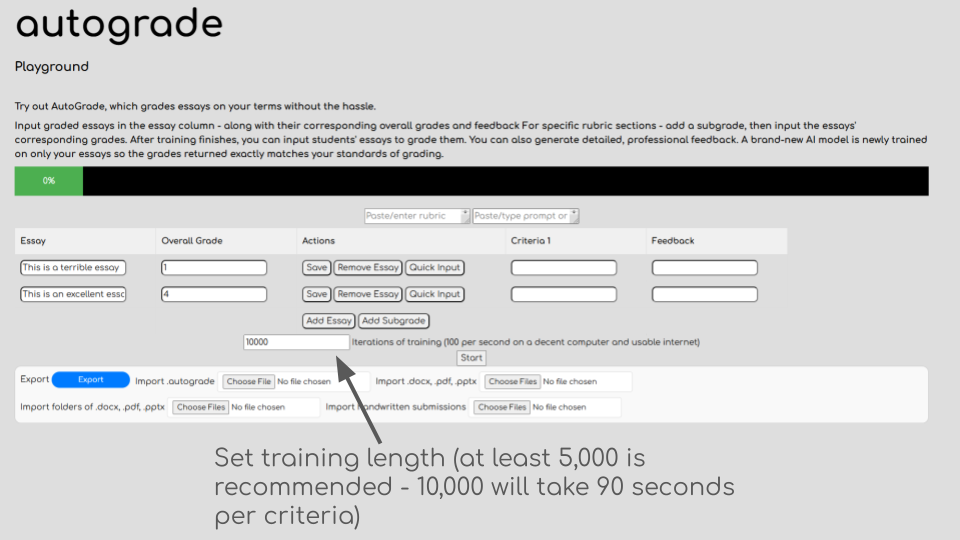 autograde
Playground
Try out AutoGrade, which grades essays on your terms without the hassle.
Input graded essays in the essay column - along with their corresponding overall grades and feedback For specific rubric sections - add a subgrade, then input the essays'
corresponding grades. After training finishes, you can input students' essays to grade them. You can also generate detailed, professional feedback. A brand-new AI model is newly trained
on only your essays so the grades returned exactly matches your standards of grading.
0%
Paste/enter rubric Paste/type prompt or
Essay Overall Grade Actions Criteria 1 Feedback
This is a terrible essay 1 Save Remove Essay Quick Input
This is an excellent essc 4 Save Remove Essay Quick Input
Add Essay Add Subgrade
10000 Iterations of training (100 per second on a decent computer and usable internet)
Start
Export Export Import .autograde Choose File No file chosen Import .docx, .pdf, .pptx Choose Files No file chosen
Import folders of .docx, .pdf, .pptx Choose Files No file chosen Import handwritten submissions Choose Files No file chosen
Set training length (at least 5,000 is
recommended - 10,000 will take 90 seconds
per criteria)